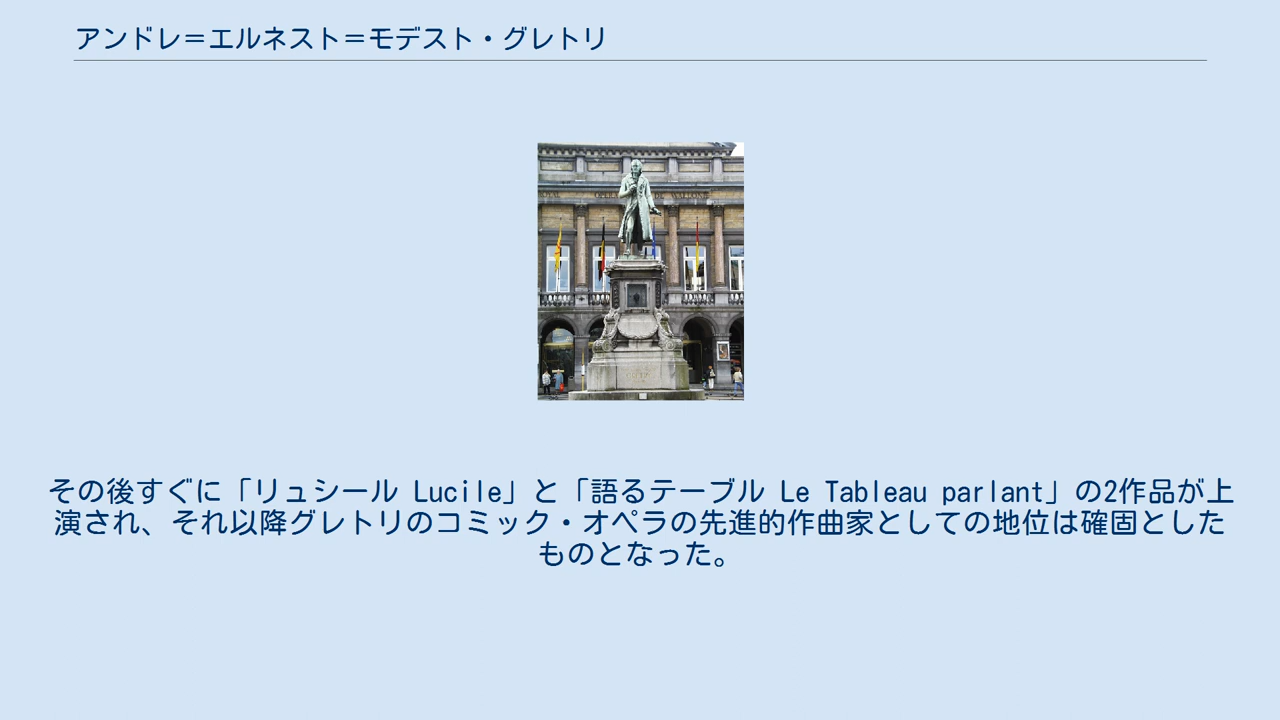 アンドレ＝エルネスト＝モデスト・グレトリ
OPERA DE WALLONIE
その後すぐに「リュシール Lucile」と「語るテーブル Le Tableau parlant」の2作品が上
演され、それ以降グレトリのコミック・オペラの先進的作曲家としての地位は確固とした
ものとなった。